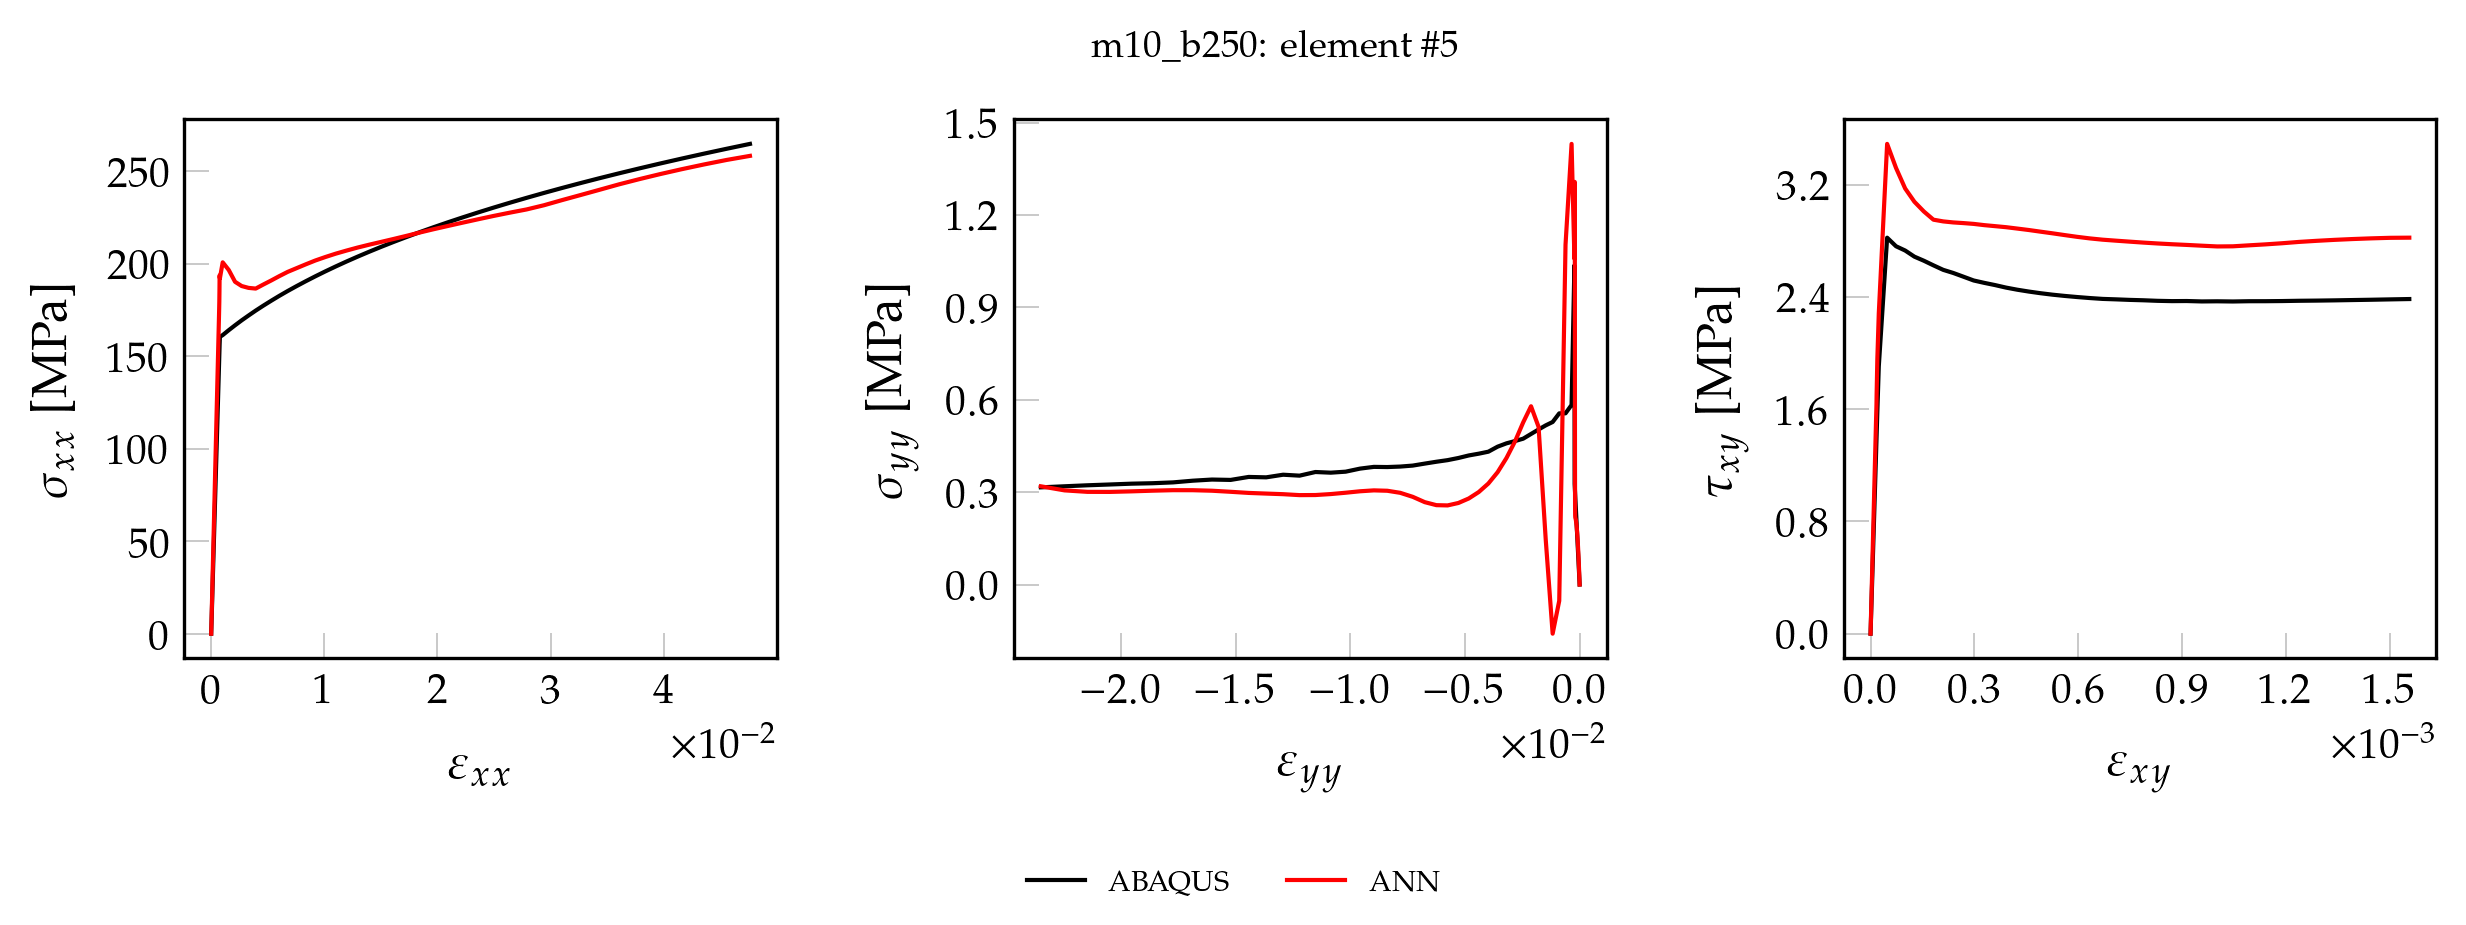 m10_b250: element #5
σxx [MPa]
250
200
150
100
50
0
0 1 2 3 4
×10−2
εxx
σyy [MPa]
1.5
1.2
0.9
0.6
0.3
0.0
−2.0 −1.5 −1.0 −0.5 0.0
×10−2
εyy
τxy [MPa]
3.2
2.4
1.6
0.8
0.0
0.0 0.3 0.6 0.9 1.2 1.5
×10−3
εxy
ABAQUS ANN